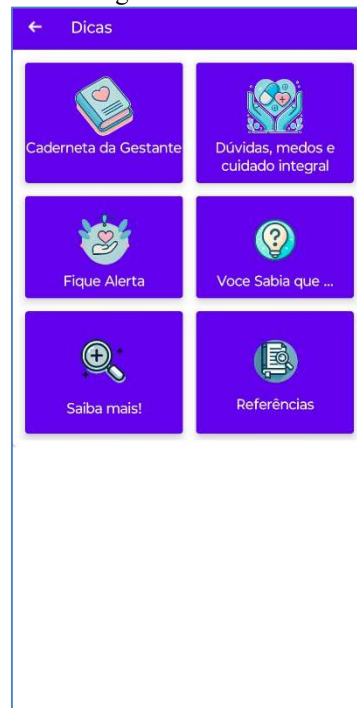 Dicas
Caderneta da Gestante
Dúvidas, medos e
cuidado integral
Fique Alerta
Voce Sabia que ...
Saiba mais!
Referências